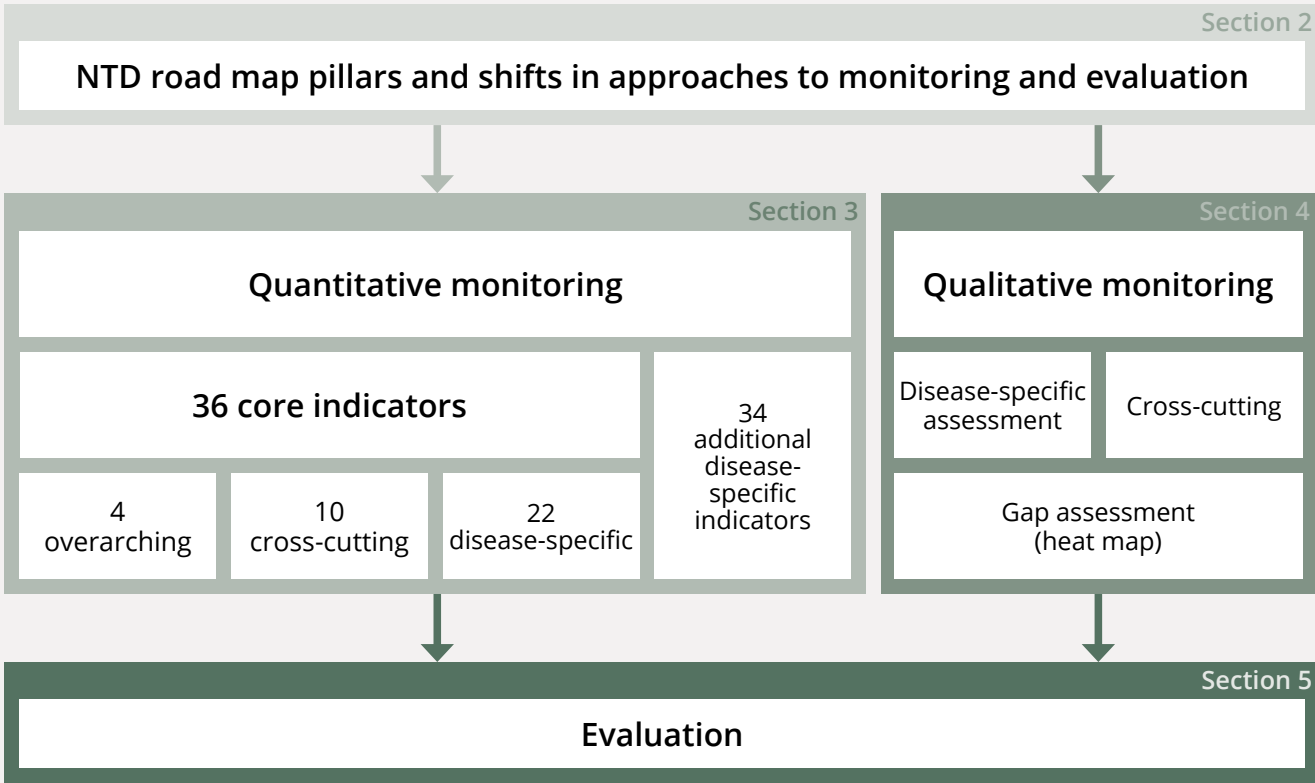 Section 2
NTD road map pillars and shifts in approaches to monitoring and evaluation
Section 3
Quantitative monitoring
36 core indicators
4
overarching
10
cross-cutting
22
disease-specific
34
additional
disease-
specific
indicators
Section 4
Qualitative monitoring
Disease-specific
assessment
Cross-cutting
Gap assessment
(heat map)
Section 5
Evaluation